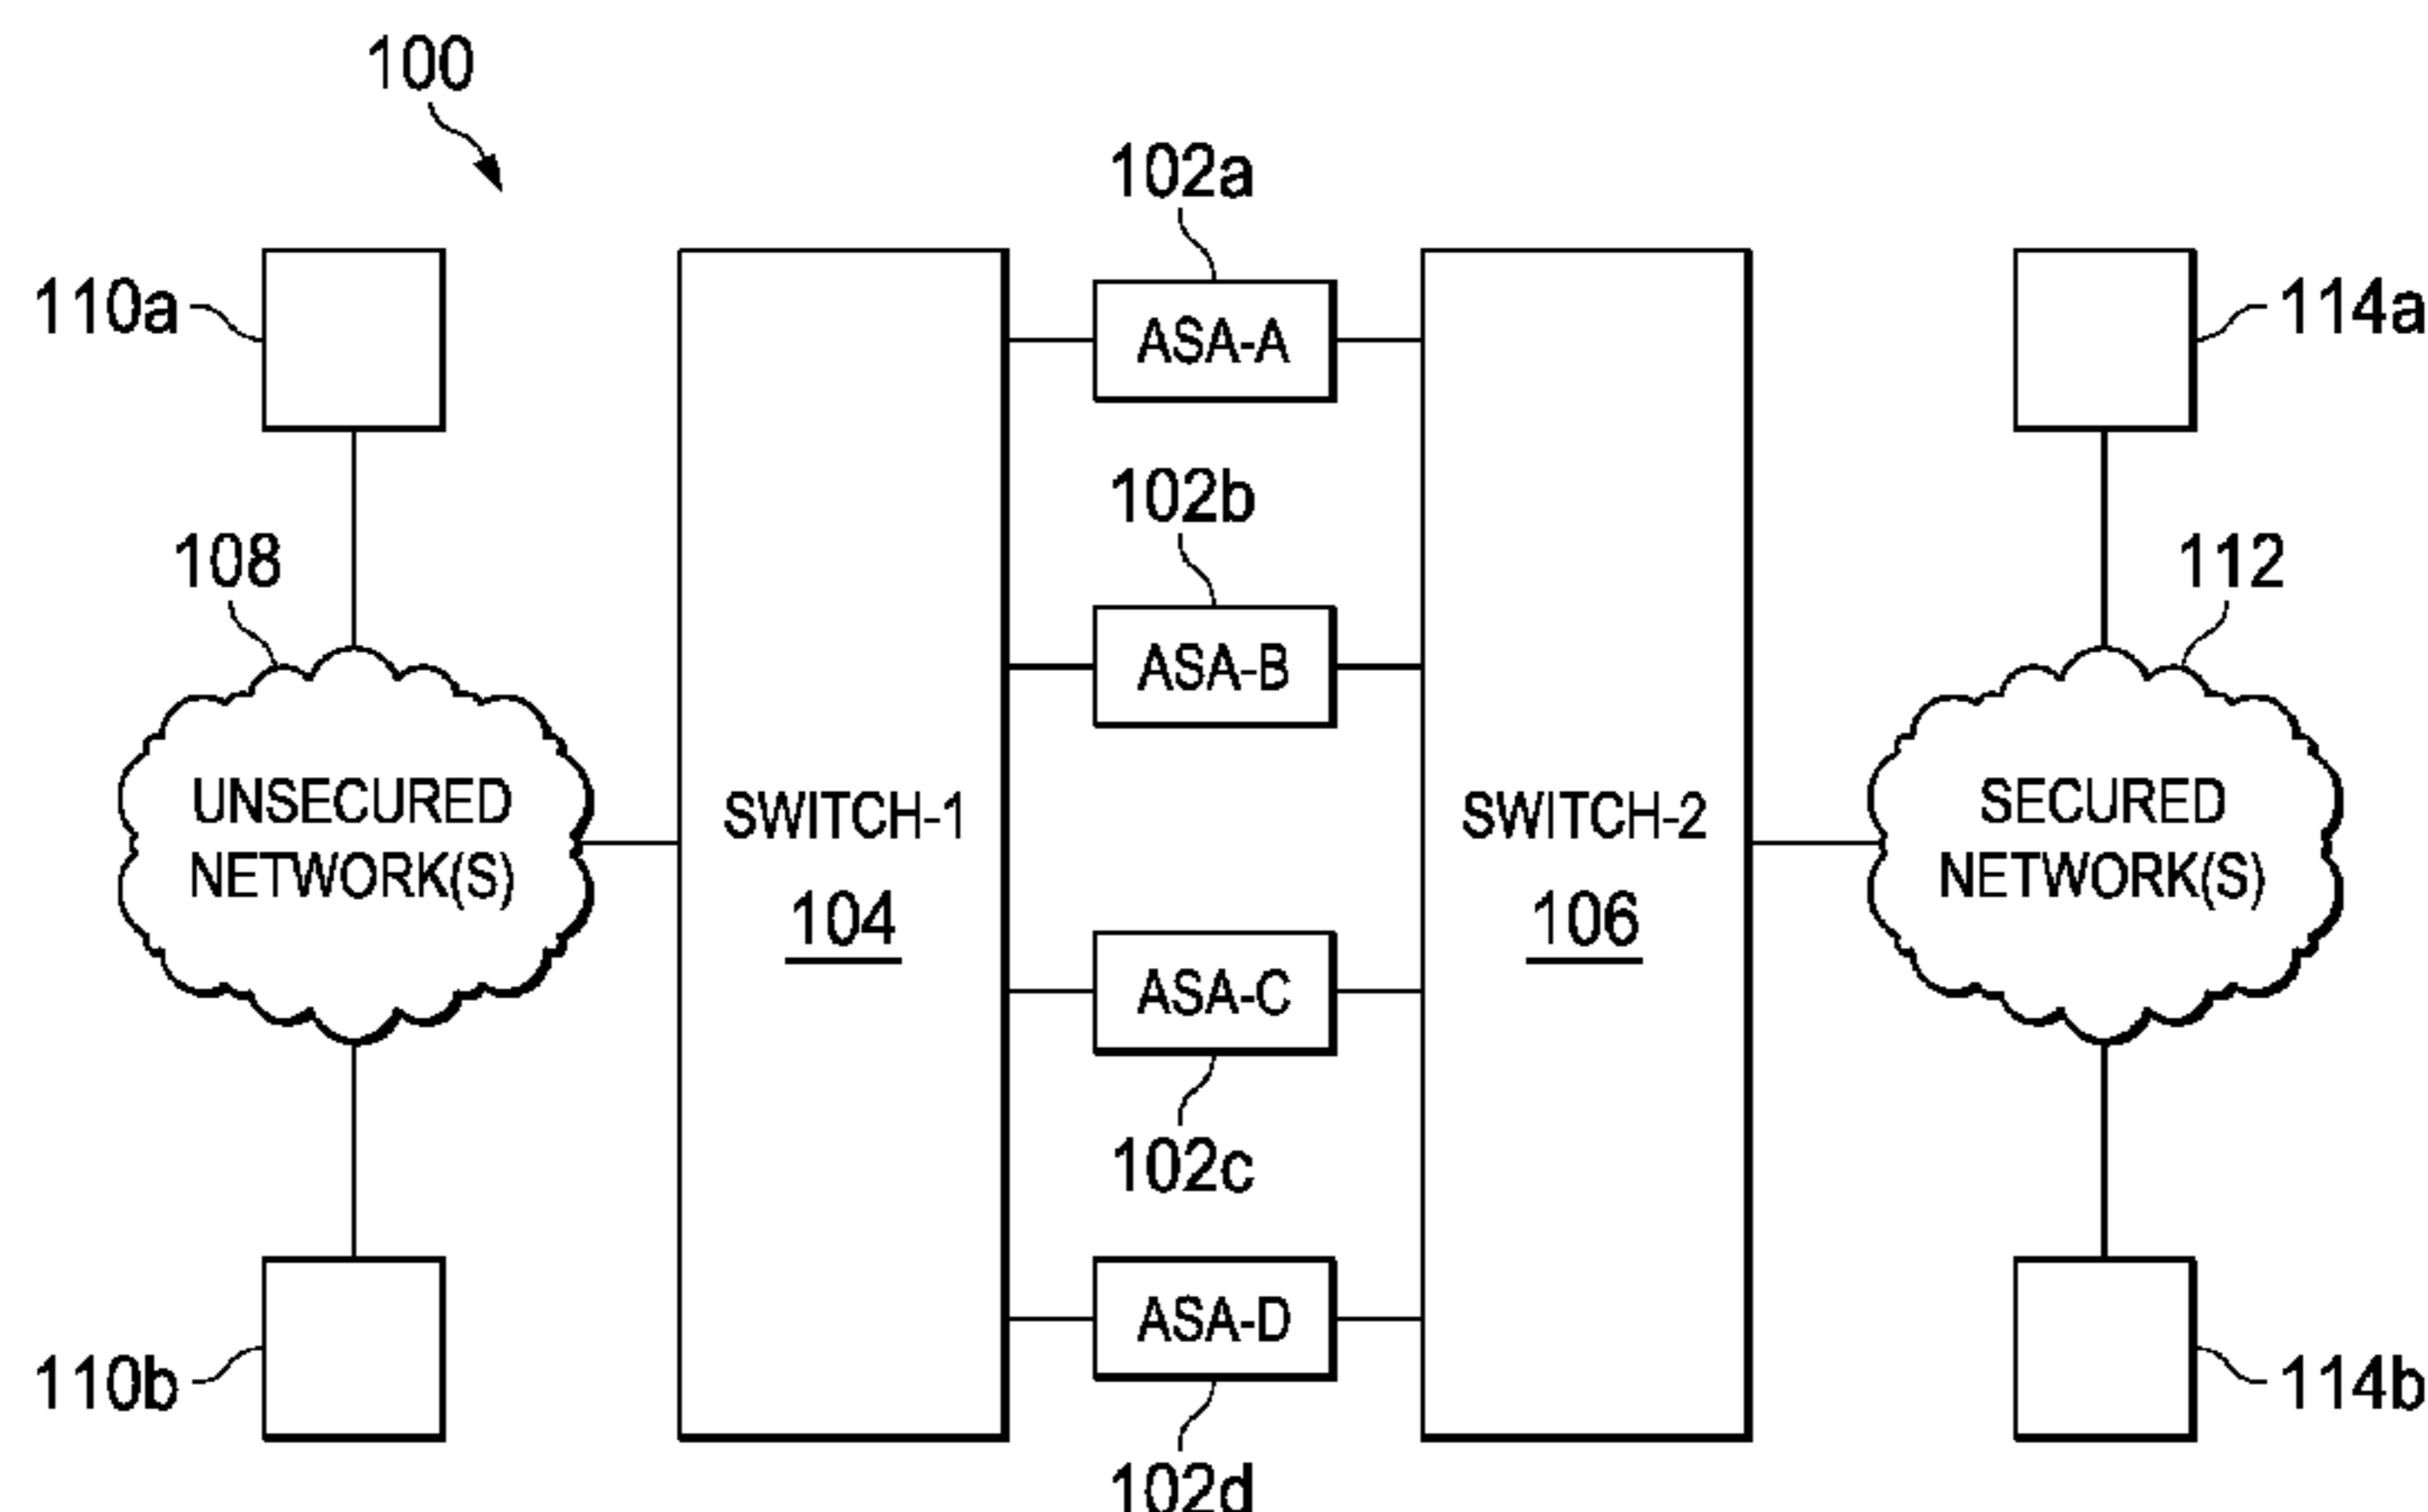 100
102a
110a
ASA-A
114a
102b
108
112
ASA-B
UNSECURED
NETWORK(S)
SWITCH-1
104
SWITCH-2
106
SECURED
NETWORK(S)
ASA-C
102c
ASA-D
110b
114b
102d